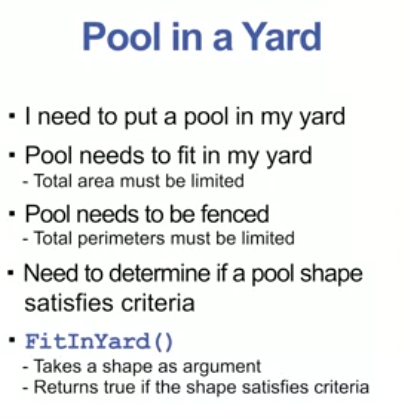 Pool in a Yard
▪ I need to put a pool in my yard
▪ Pool needs to fit in my yard
- Total area must be limited
▪ Pool needs to be fenced
- Total perimeters must be limited
▪ Need to determine if a pool shape
satisfies criteria
▪ FitInYard()
- Takes a shape as argument
- Returns true if the shape satisfies criteria